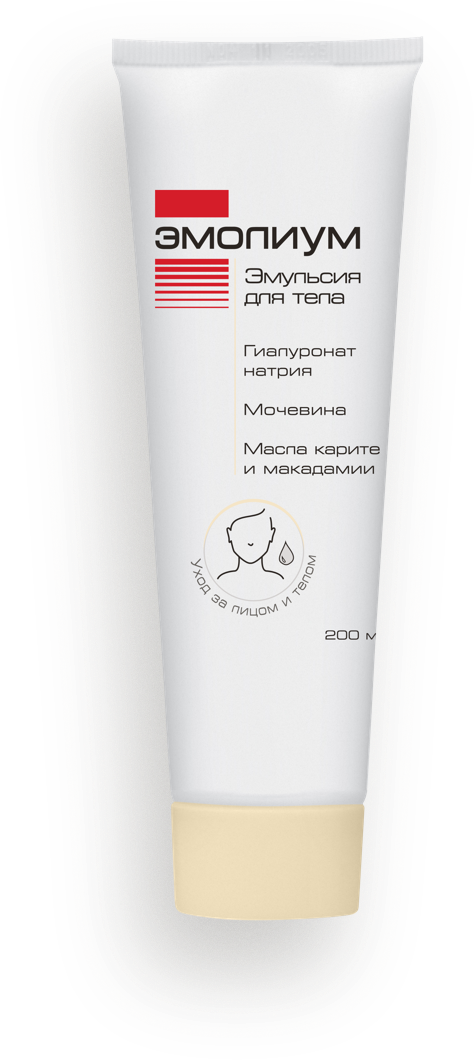 ЭМОЛИУМ
Эмульсия
для тела
Гиалуронат
натрия
Мочевина
Масла карите
и макадамии
Уход за лицом и телом
200 м